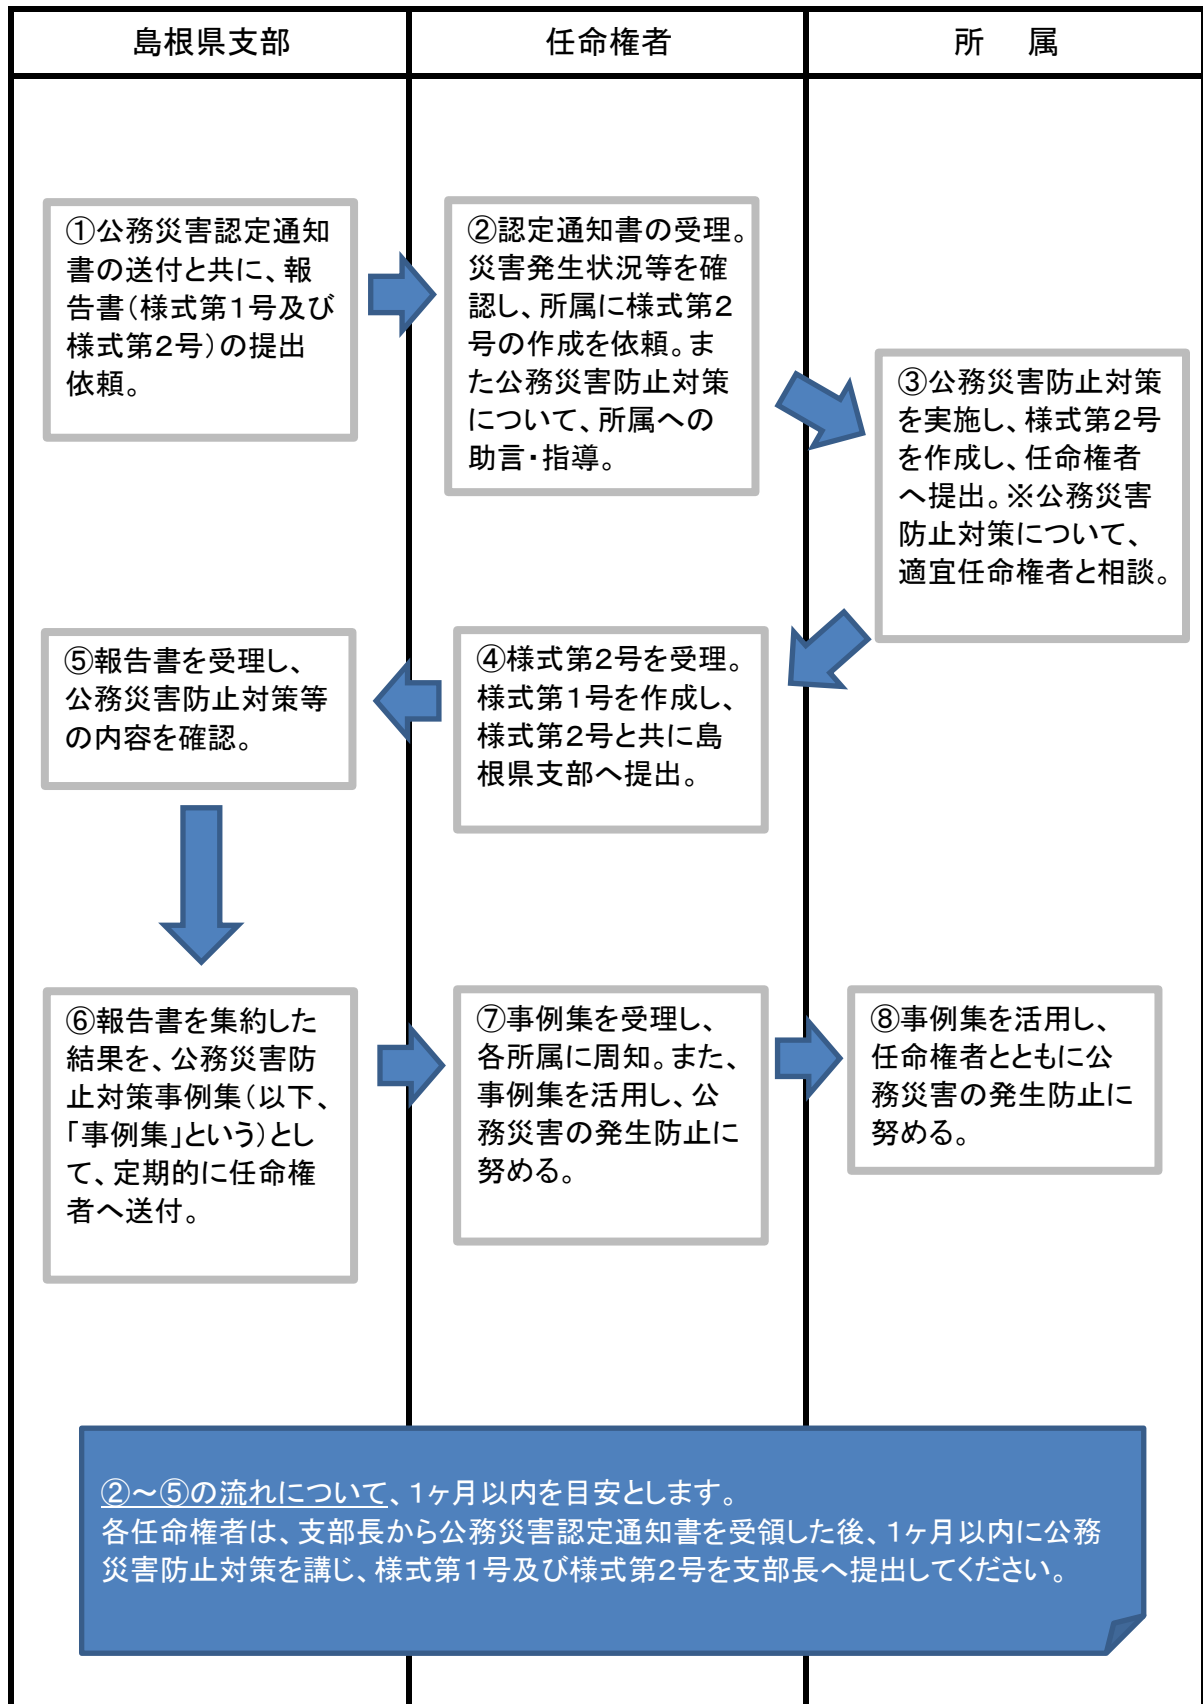 島根県支部
任命権者
所　属
①公務災害認定通知
書の送付と共に、報
告書（様式第１号及び
様式第２号）の提出
依頼。
②認定通知書の受理。
災害発生状況等を確
認し、所属に様式第２
号の作成を依頼。ま
た公務災害防止対策
について、所属への
助言・指導。
③公務災害防止対策
を実施し、様式第２号
を作成し、任命権者
へ提出。※公務災害
防止対策について、
適宜任命権者と相談。
④様式第２号を受理。
様式第１号を作成し、
様式第２号と共に島
根県支部へ提出。
⑤報告書を受理し、
公務災害防止対策等
の内容を確認。
⑥報告書を集約した
結果を、公務災害防
止対策事例集（以下、
「事例集」という）とし
て、定期的に任命権
者へ送付。
⑦事例集を受理し、
各所属に周知。また、
事例集を活用し、公
務災害の発生防止に
努める。
⑧事例集を活用し、
任命権者とともに公
務災害の発生防止に
努める。
②～⑤の流れについて、１ヶ月以内を目安とします。
各任命権者は、支部長から公務災害認定通知書を受領した後、１ヶ月以内に公務
災害防止対策を講じ、様式第１号及び様式第２号を支部長へ提出してください。